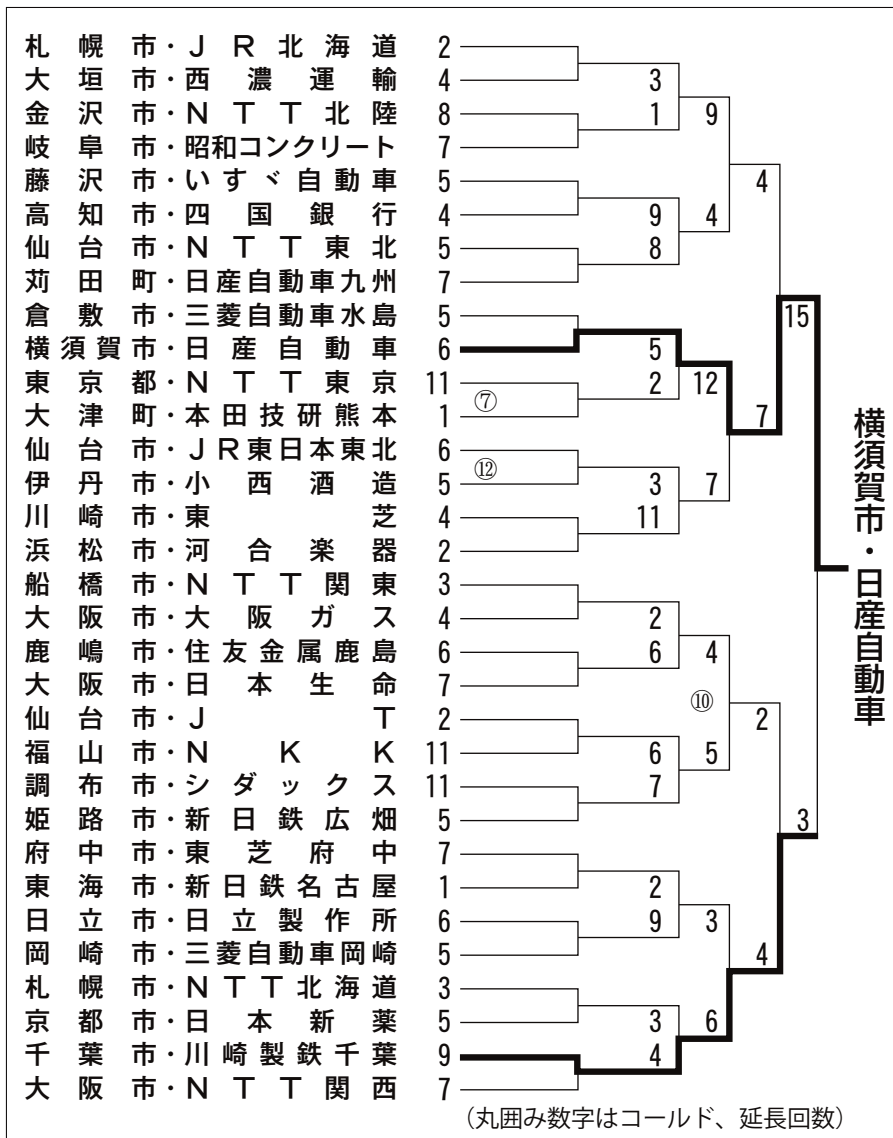 札幌市・JR北海道 2
大垣市・西濃運輸 4
金沢市・NTT北陸 8
岐阜市・昭和コンクリート 7
藤沢市・いすゞ自動車 5
高知市・四国銀行 4
仙台市・NTT東北 5
苅田町・日産自動車九州 7
倉敷市・三菱自動車水島 5
横須賀市・日産自動車 6
東京都・NTT東京 11
大津町・本田技研熊本 1
⑦
仙台市・JR東日本東北 6
伊丹市・小西酒造 5
⑫
川崎市・東芝 4
浜松市・河合楽器 2
船橋市・NTT関東 3
大阪市・大阪ガス 4
鹿嶋市・住友金属鹿島 6
大阪市・日本生命 7
仙台市・JT 2
福山市・NKK 11
調布市・シダックス 11
姫路市・新日鉄広畑 5
府中市・東芝府中 7
東海市・新日鉄名古屋 1
日立市・日立製作所 6
岡崎市・三菱自動車岡崎 5
札幌市・NTT北海道 3
京都市・日本新薬 5
千葉市・川崎製鉄千葉 9
大阪市・NTT関西 7
3
1
9
8
5
2
3
11
2
6
6
7
2
9
3
4
9
4
12
7
4
⑩
5
3
6
4
7
2
4
15
3
横須賀市・日産自動車
(丸囲み数字はコールド、延長回数)